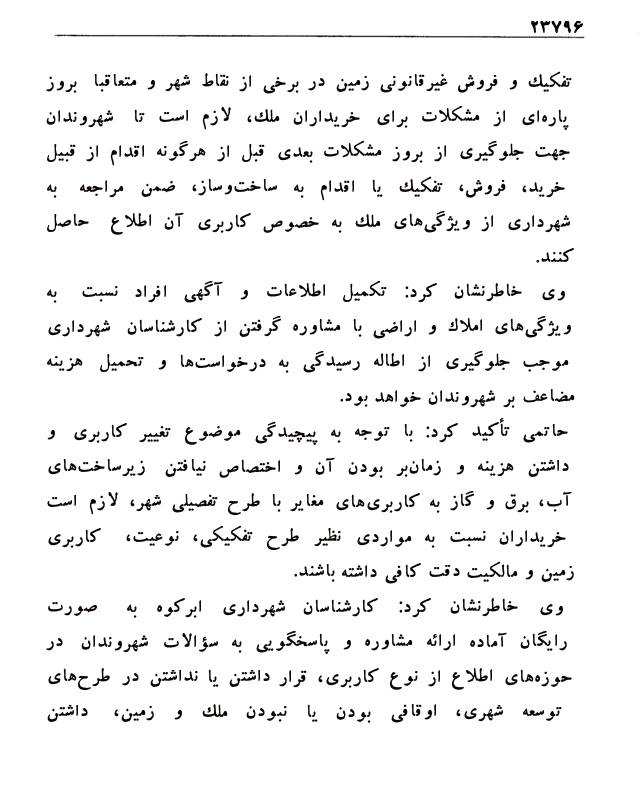 ۲۳۷۹۶
تفکیك و فروش غیرقانونی زمین در برخی از نقاط شهر و متعاقبا بروز
پاره‌ای از مشکلات برای خریداران ملك، لازم است تا شهروندان
جهت جلوگیری از بروز مشکلات بعدی قبل از هرگونه اقدام از قبیل
خرید، فروش، تفکیك یا اقدام به ساخت‌وساز، ضمن مراجعه به
شهرداری از ویژگی‌های ملك به خصوص کاربری آن اطلاع حاصل
کنند.
وی خاطرنشان کرد: تکمیل اطلاعات و آگهی افراد نسبت به
ویژگی‌های املاك و اراضی با مشاوره گرفتن از کارشناسان شهرداری
موجب جلوگیری از اطاله رسیدگی به درخواست‌ها و تحمیل هزینه
مضاعف بر شهروندان خواهد بود.
حاتمی تأکید کرد: با توجه به پیچیدگی موضوع تغییر کاربری و
داشتن هزینه و زمان‌بر بودن آن و اختصاص نیافتن زیرساخت‌های
آب، برق و گاز به کاربری‌های مغایر با طرح تفصیلی شهر، لازم است
خریداران نسبت به مواردی نظیر طرح تفکیکی، نوعیت، کاربری
زمین و مالکیت دقت کافی داشته باشند.
وی خاطرنشان کرد: کارشناسان شهرداری ابرکوه به صورت
رایگان آماده ارائه مشاوره و پاسخگویی به سؤالات شهروندان در
حوزه‌های اطلاع از نوع کاربری، قرار داشتن یا نداشتن در طرح‌های
توسعه شهری، اوقافی بودن یا نبودن ملك و زمین، داشتن